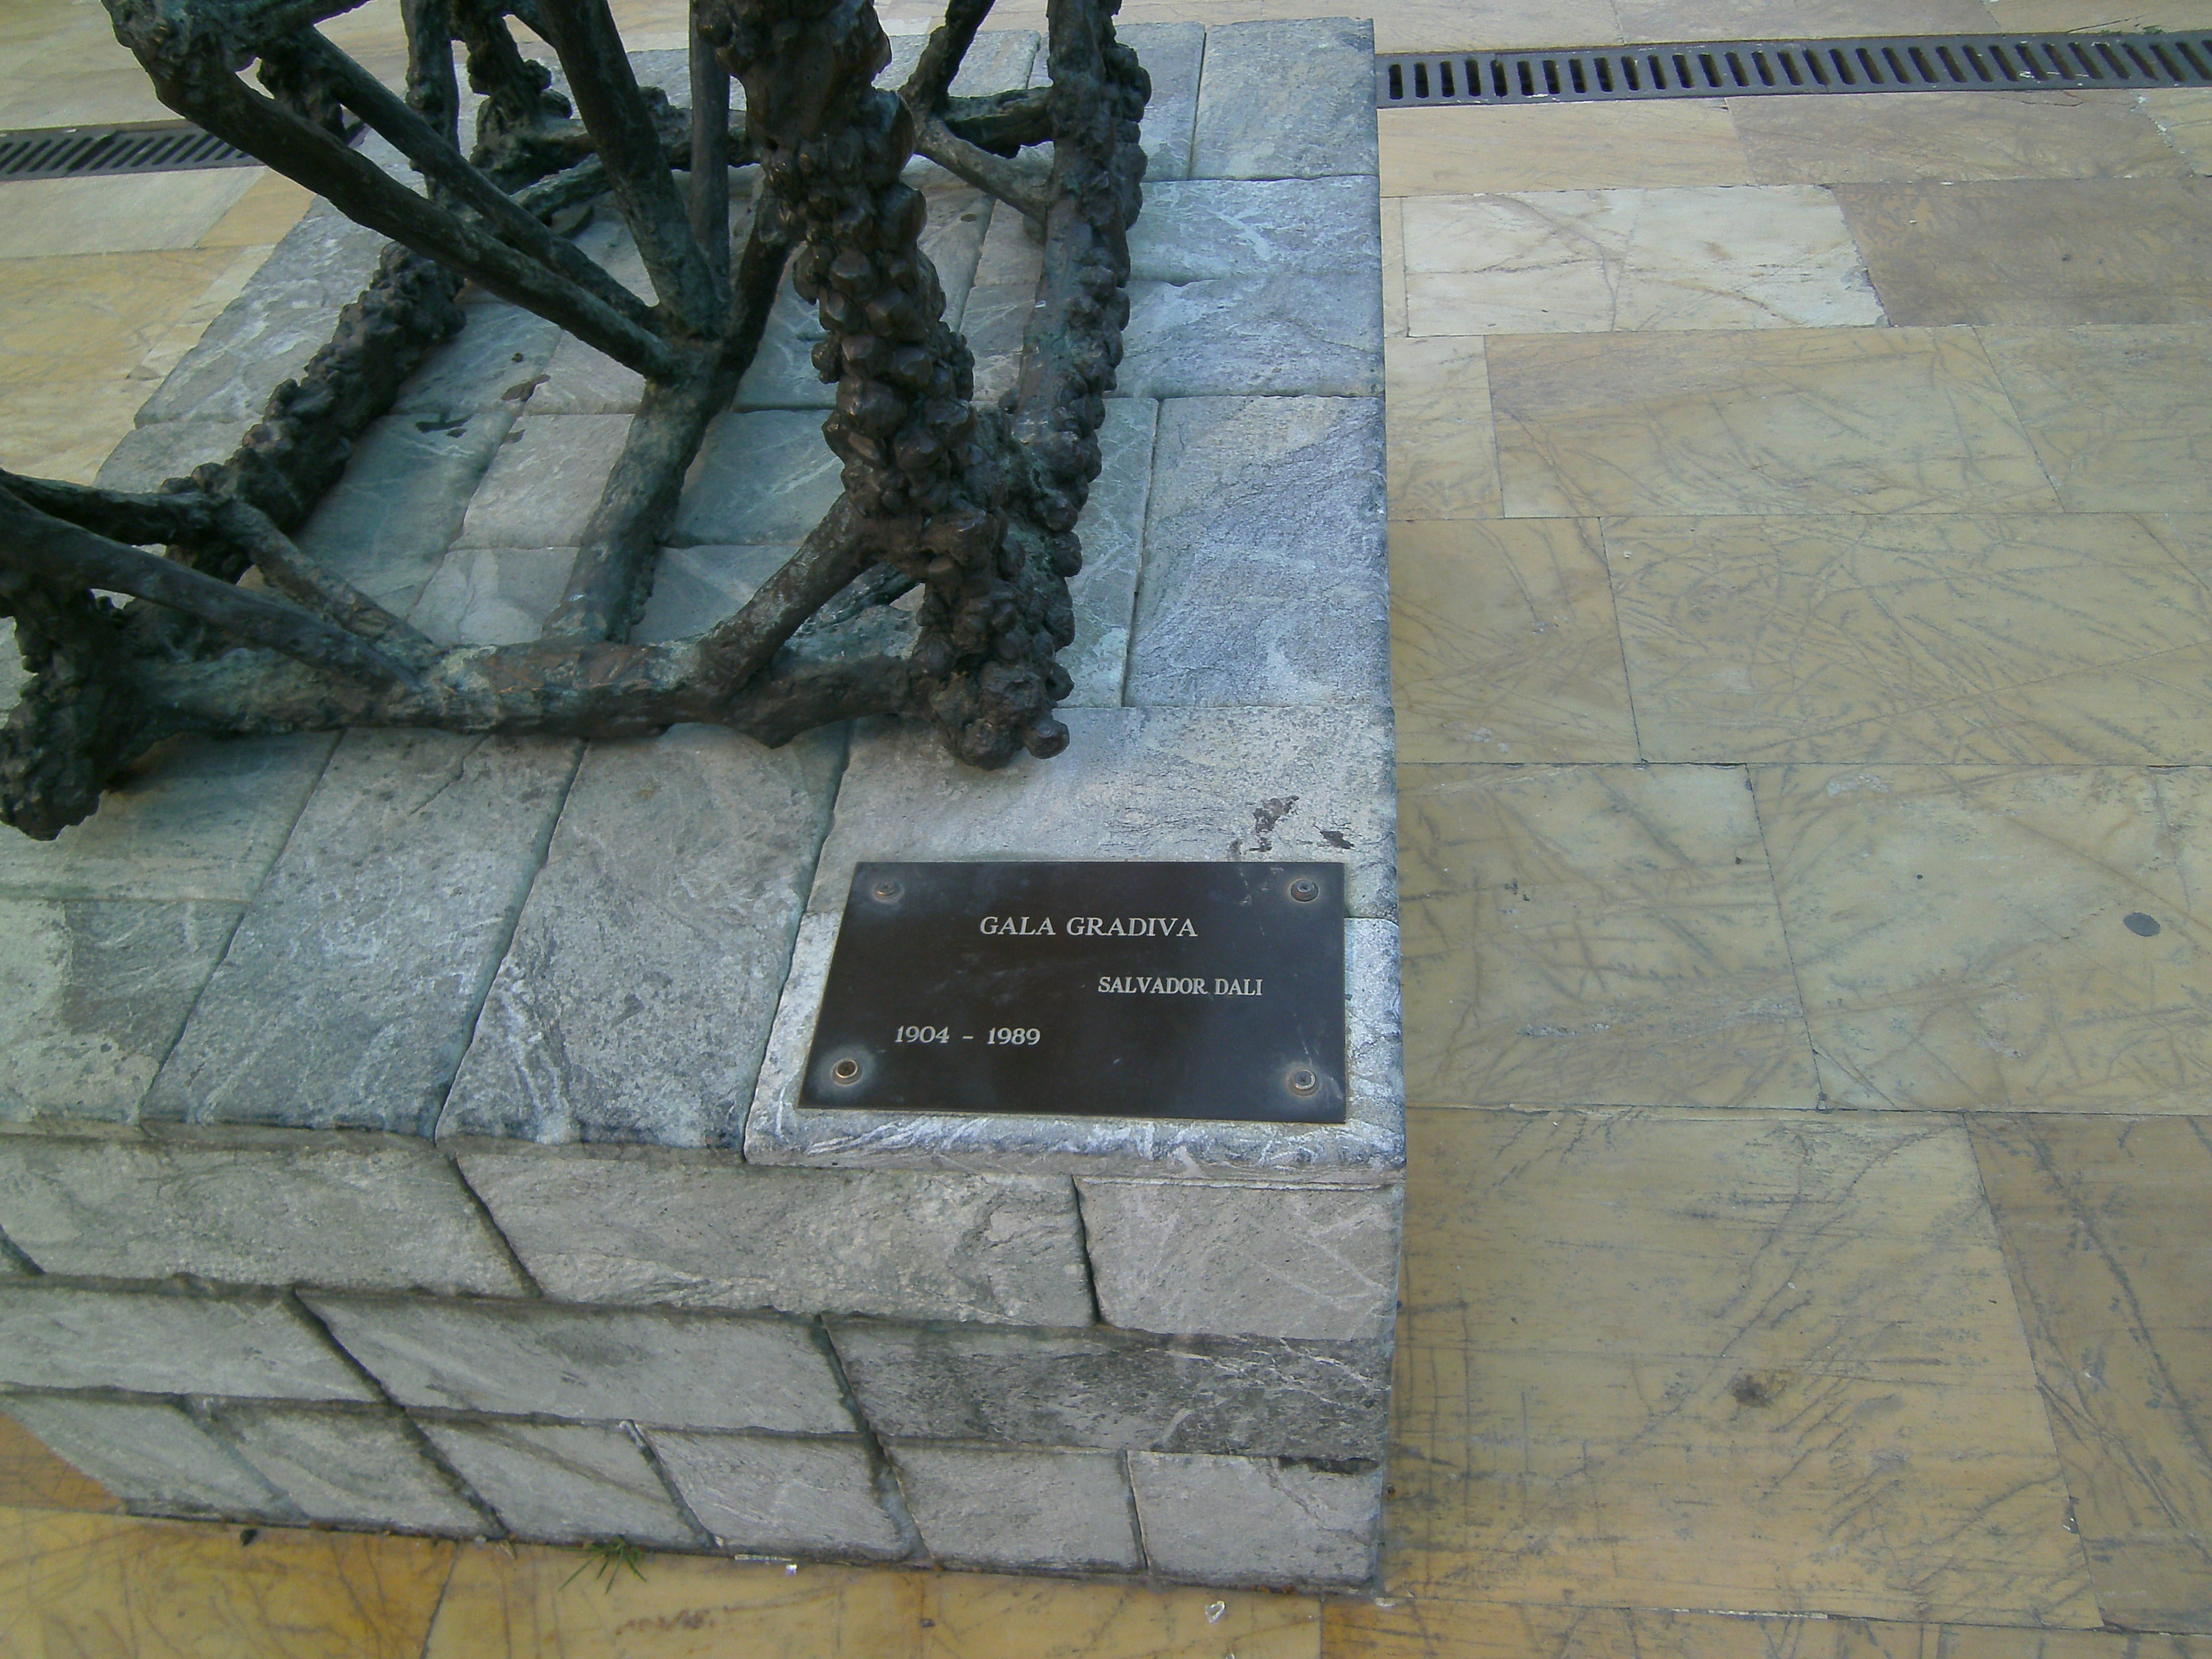 GALA GRADIVA
SALVADOR DALI
1904 - 1989